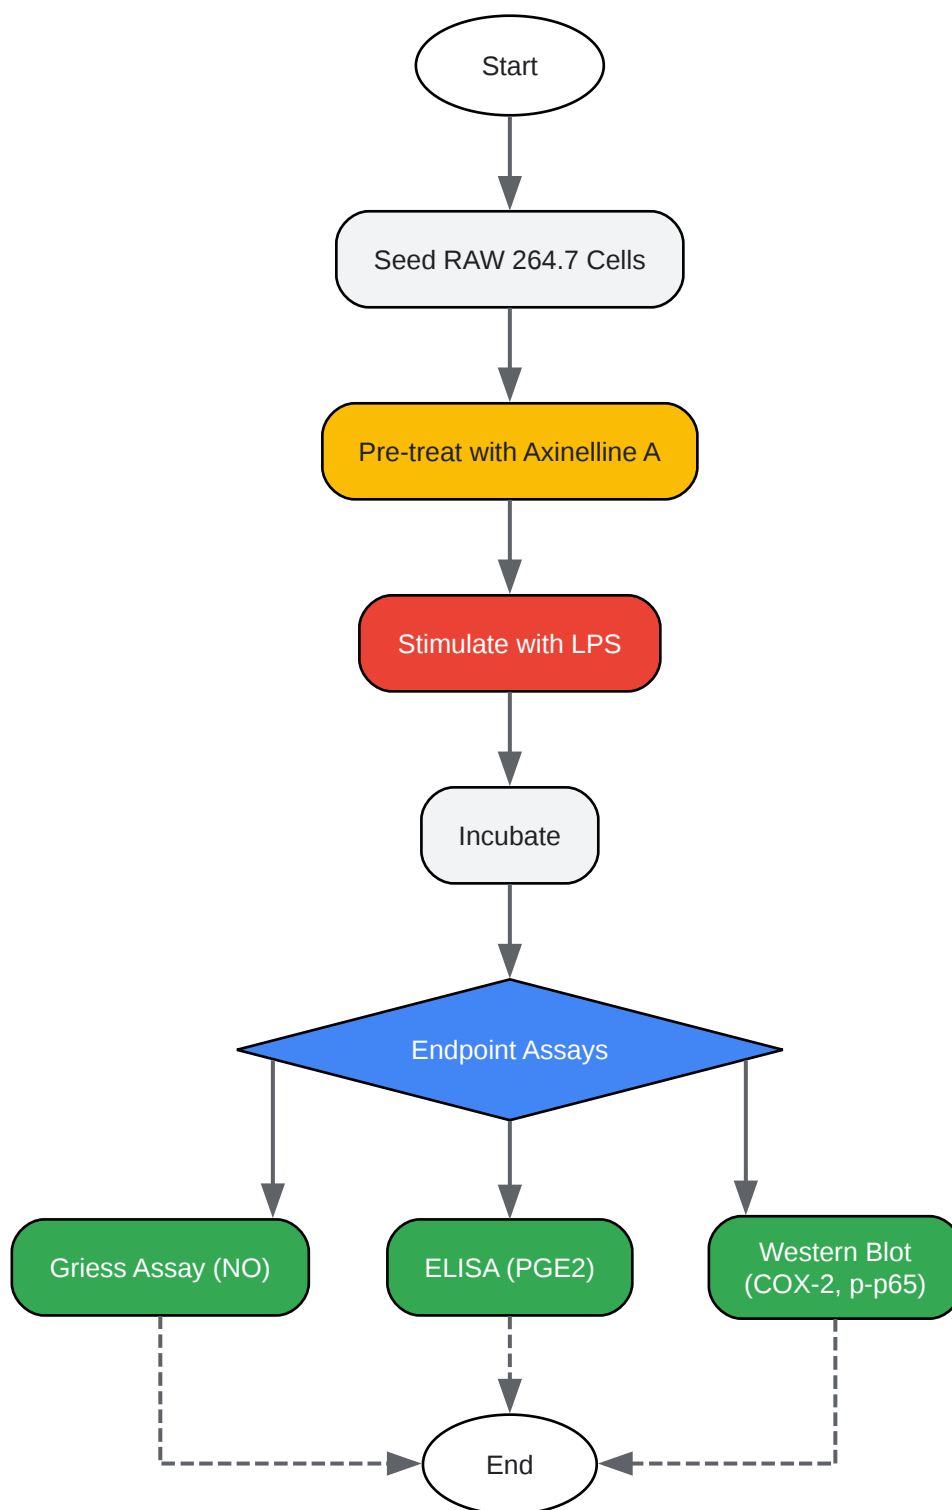 Start
Seed RAW 264.7 Cells
Pre-treat with Axinelline A
Stimulate with LPS
Incubate
Endpoint Assays
Griess Assay (NO)
ELISA (PGE2)
Western Blot
(COX-2, p-p65)
End